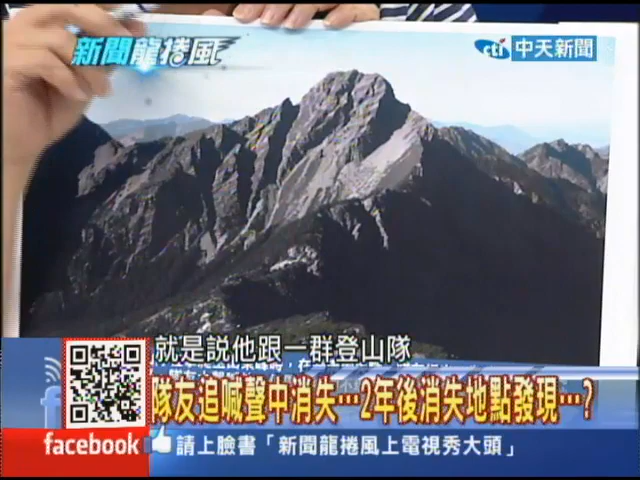 新聞龍捲風
cti 中天新聞
就是説他跟一群登山隊
隊友追喊聲中消失…2年後消失地點發現…?
facebook
請上臉書「新聞龍捲風上電視秀大頭」